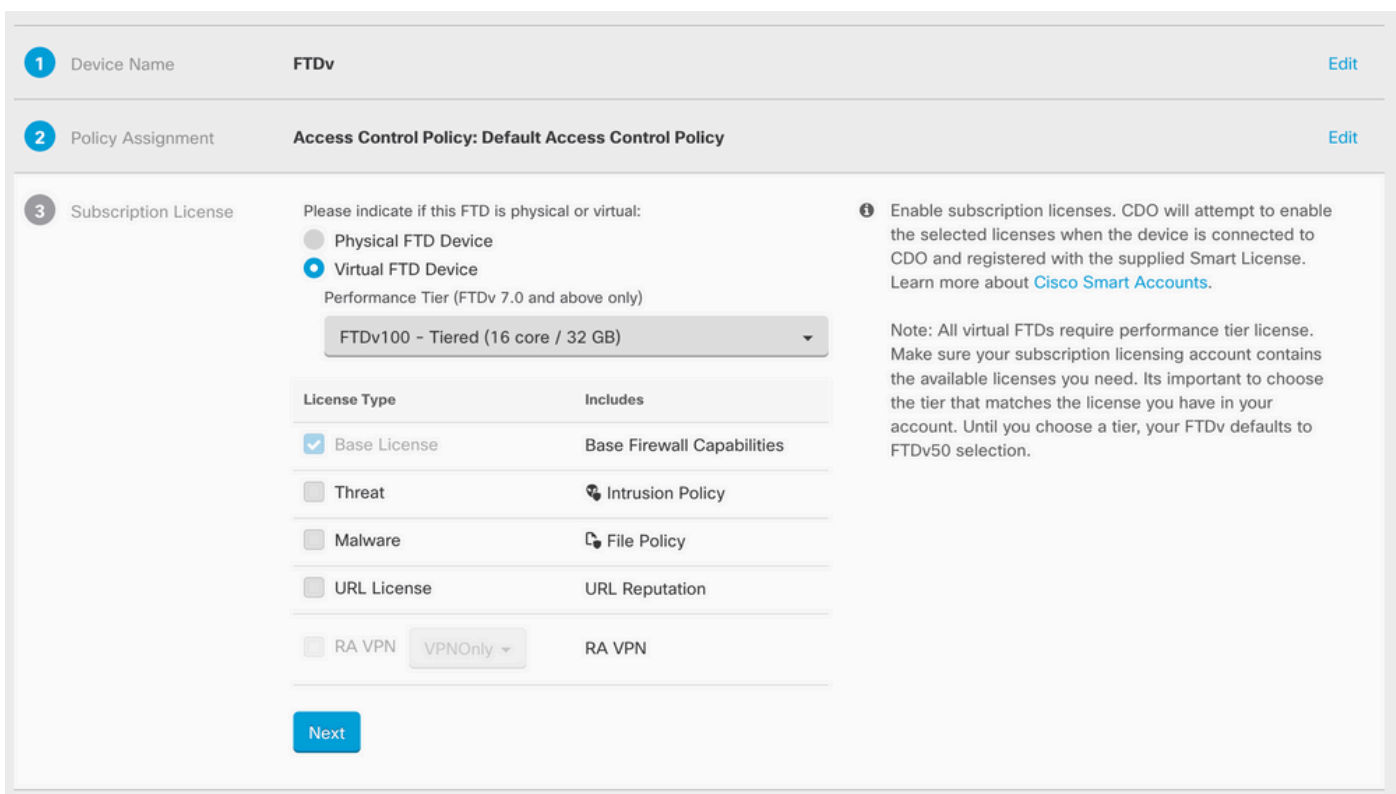 1 Device Name FTDv Edit
2 Policy Assignment Access Control Policy: Default Access Control Policy Edit
3 Subscription License
Please indicate if this FTD is physical or virtual:
Physical FTD Device
Virtual FTD Device
Performance Tier (FTDv 7.0 and above only)
FTDv100 - Tiered (16 core / 32 GB)
License Type Includes
Base License Base Firewall Capabilities
Threat Intrusion Policy
Malware File Policy
URL License URL Reputation
RA VPN VPNOnly RA VPN
Next
Enable subscription licenses. CDO will attempt to enable
the selected licenses when the device is connected to
CDO and registered with the supplied Smart License.
Learn more about Cisco Smart Accounts.
Note: All virtual FTDs require performance tier license.
Make sure your subscription licensing account contains
the available licenses you need. Its important to choose
the tier that matches the license you have in your
account. Until you choose a tier, your FTDv defaults to
FTDv50 selection.